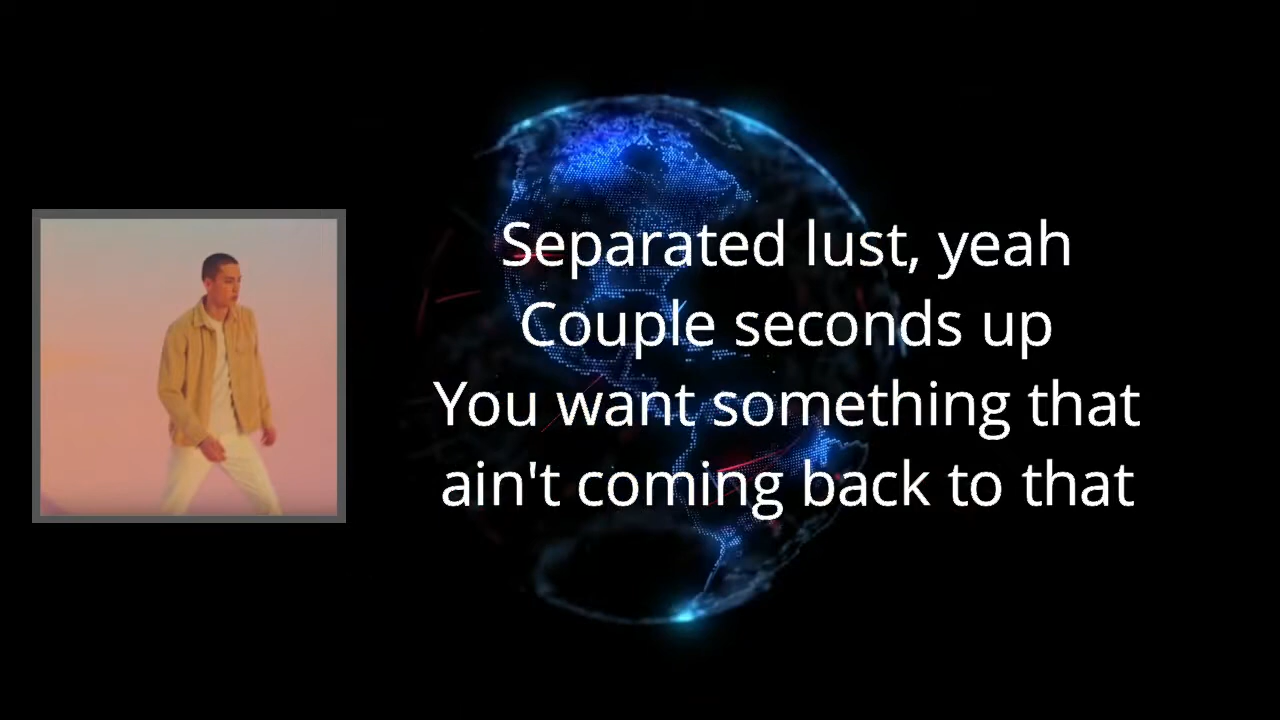 Separated lust, yeah
Couple seconds up
You want something that
ain't coming back to that